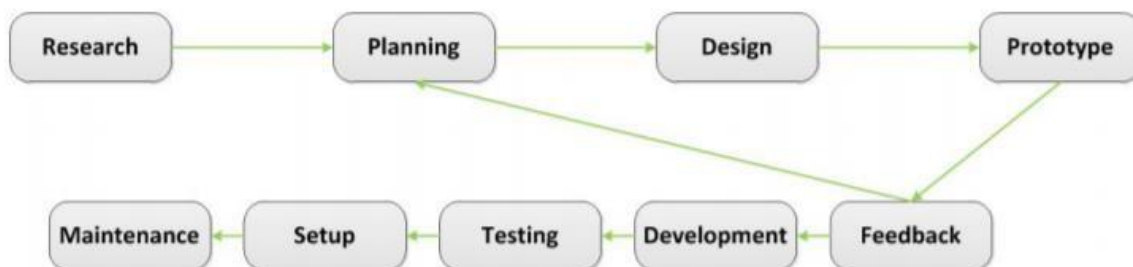 Research
Planning
Design
Prototype
Maintenance
Setup
Testing
Development
Feedback